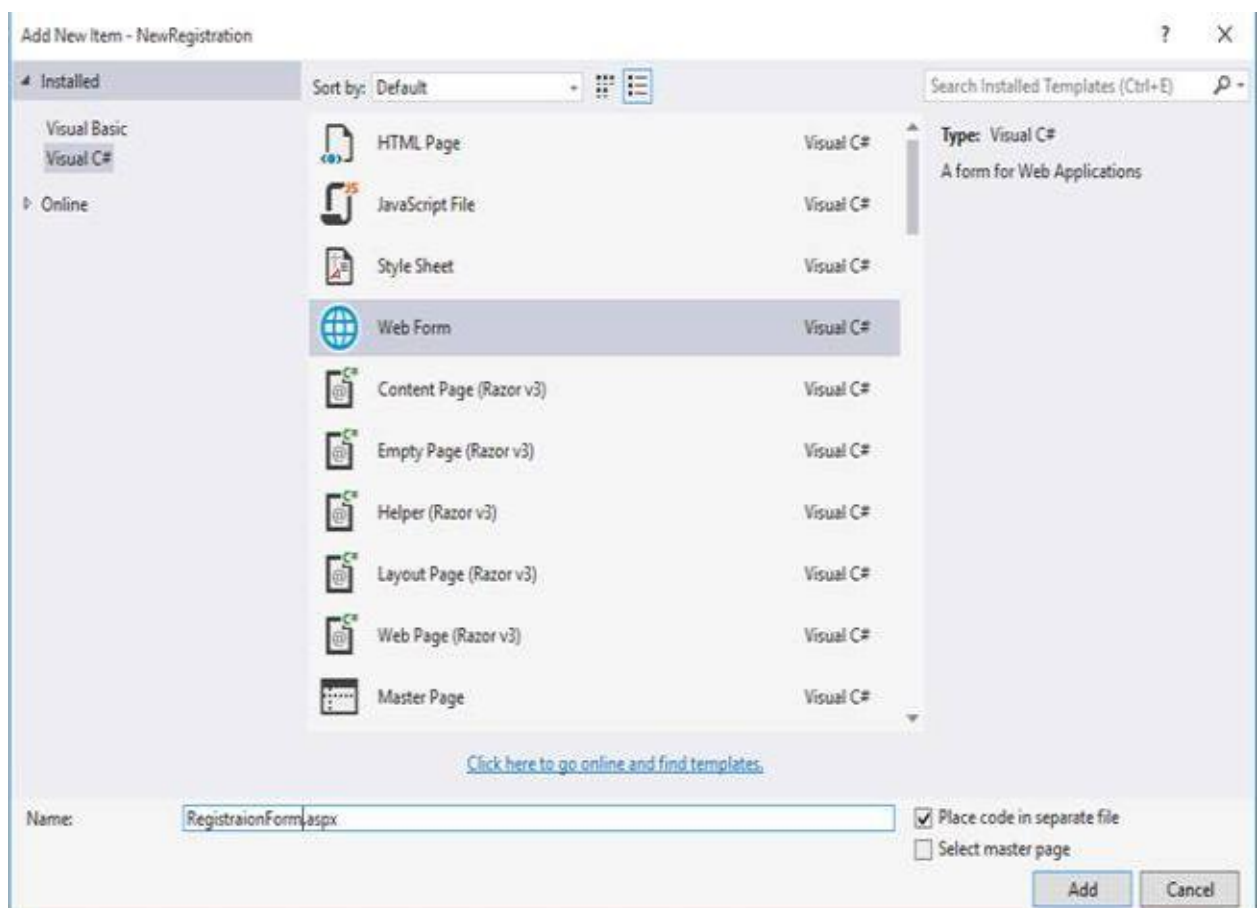 Add New Item - NewRegistration
Installed
Visual Basic
Visual C#
Online
Sort by: Default
Search Installed Templates (Ctrl+E)
HTML Page Visual C#
JavaScript File Visual C#
Style Sheet Visual C#
Web Form Visual C#
Content Page (Razor v3) Visual C#
Empty Page (Razor v3) Visual C#
Helper (Razor v3) Visual C#
Layout Page (Razor v3) Visual C#
Web Page (Razor v3) Visual C#
Master Page Visual C#
Type: Visual C#
A form for Web Applications
Click here to go online and find templates.
Name: RegistraionForm.aspx
Place code in separate file
Select master page
Add Cancel